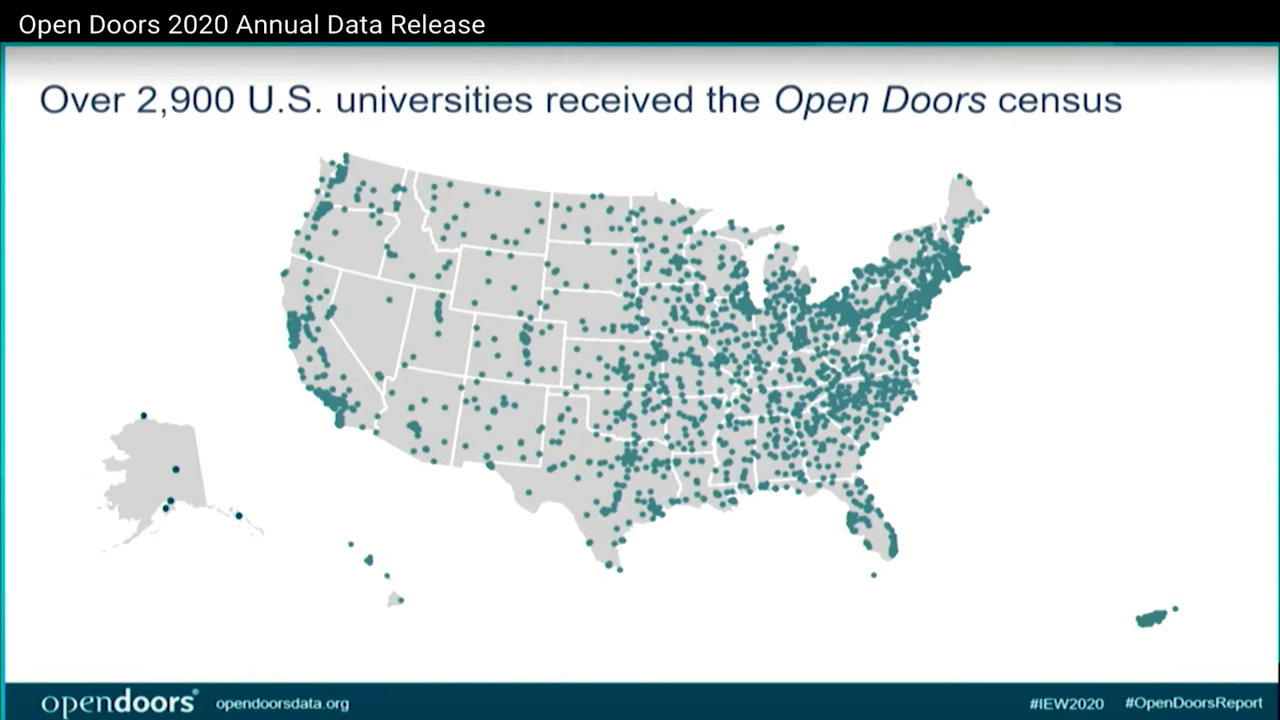 Open Doors 2020 Annual Data Release
Over 2,900 U.S. universities received the Open Doors census
opendoors®
opendoorsdata.org
#IEW2020
#OpenDoorsReport